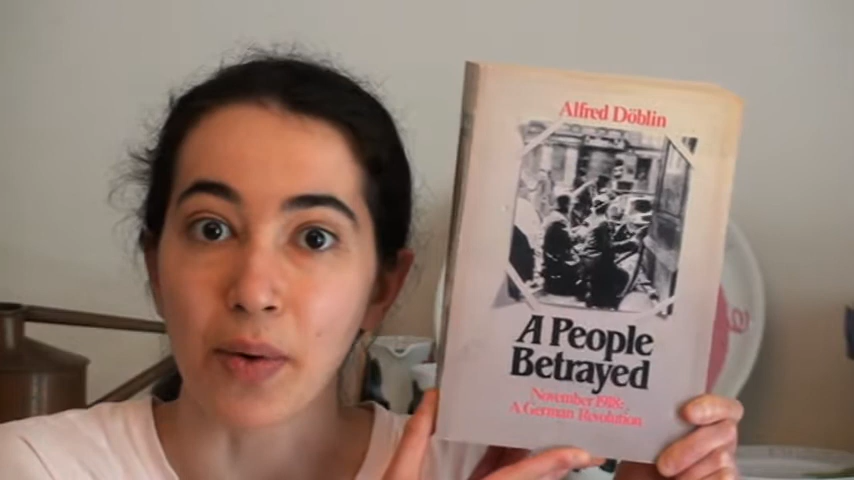 Alfred Döblin
A People
Betrayed
November 1918:
A German Revolution